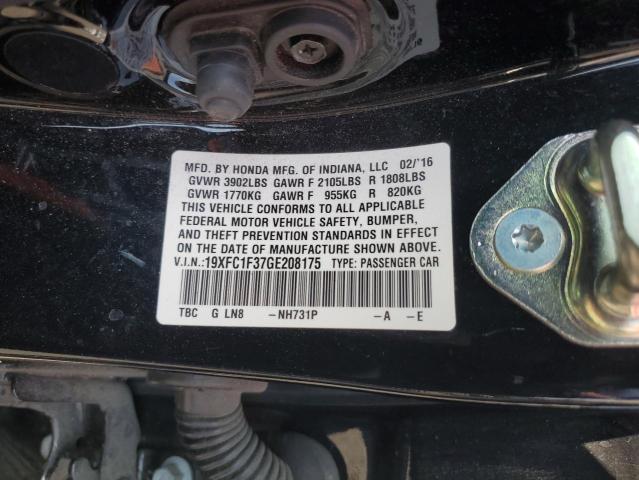 MFD. BY HONDA MFG. OF INDIANA, LLC 02/'16
GVWR 3902LBS GAWR F 2105LBS R 1808LBS
GVWR 1770KG GAWR F 955KG R 820KG
THIS VEHICLE CONFORMS TO ALL APPLICABLE
FEDERAL MOTOR VEHICLE SAFETY, BUMPER,
AND THEFT PREVENTION STANDARDS IN EFFECT
ON THE DATE OF MANUFACTURE SHOWN ABOVE.
V.I.N.:19XFC1F37GE208175 TYPE: PASSENGER CAR
TBC G LN8 -NH731P -A -E